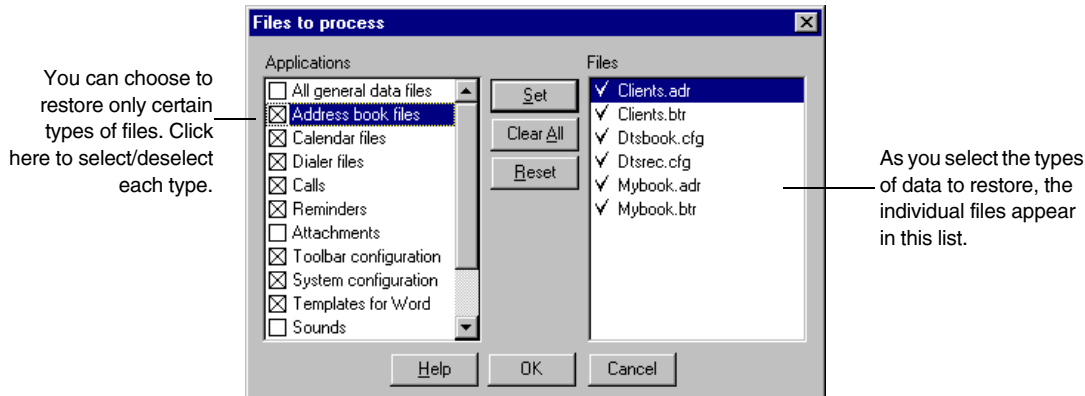 Files to process
You can choose to
restore only certain
types of files. Click
here to select/deselect
each type.
Applications
All general data files
Address book files
Calendar files
Dialer files
Calls
Reminders
Attachments
Toolbar configuration
System configuration
Templates for Word
Sounds
Set
Clear All
Reset
Files
Clients.adr
Clients.btr
Dtsbook.cfg
Dtsrec.cfg
Mybook.adr
Mybook.btr
As you select the types
of data to restore, the
individual files appear
in this list.
Help
OK
Cancel